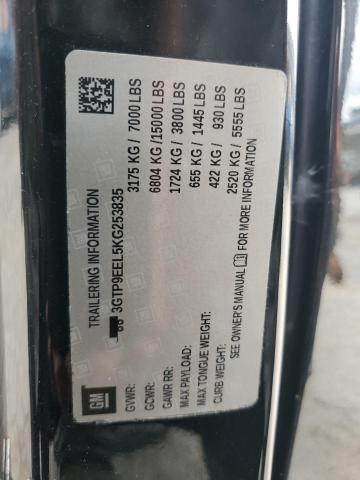 GM
TRAILERING INFORMATION
3GTP9EEL5KG253835
GVWR: 3175 KG / 7000 LBS
GCWR: 6804 KG /15000 LBS
GAWR RR: 1724 KG / 3800 LBS
MAX PAYLOAD: 655 KG / 1445 LBS
MAX TONGUE WEIGHT: 422 KG / 930 LBS
CURB WEIGHT: 2520 KG / 5555 LBS
SEE OWNER'S MANUAL FOR MORE INFORMATION